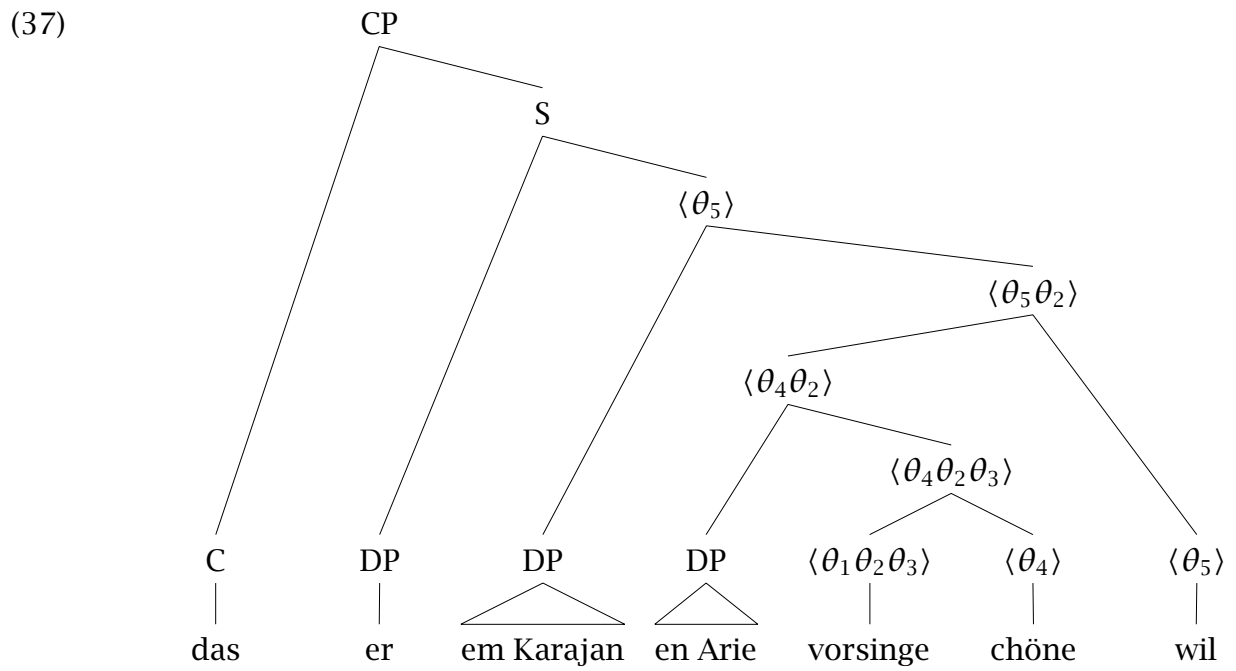 (37) CP
S
⟨θ₅⟩
⟨θ₅θ₂⟩
⟨θ₄θ₂⟩
⟨θ₄θ₂θ₃⟩
C DP DP DP ⟨θ₁θ₂θ₃⟩ ⟨θ₄⟩ ⟨θ₅⟩
das er em Karajan en Arie vorsinge chöne wil